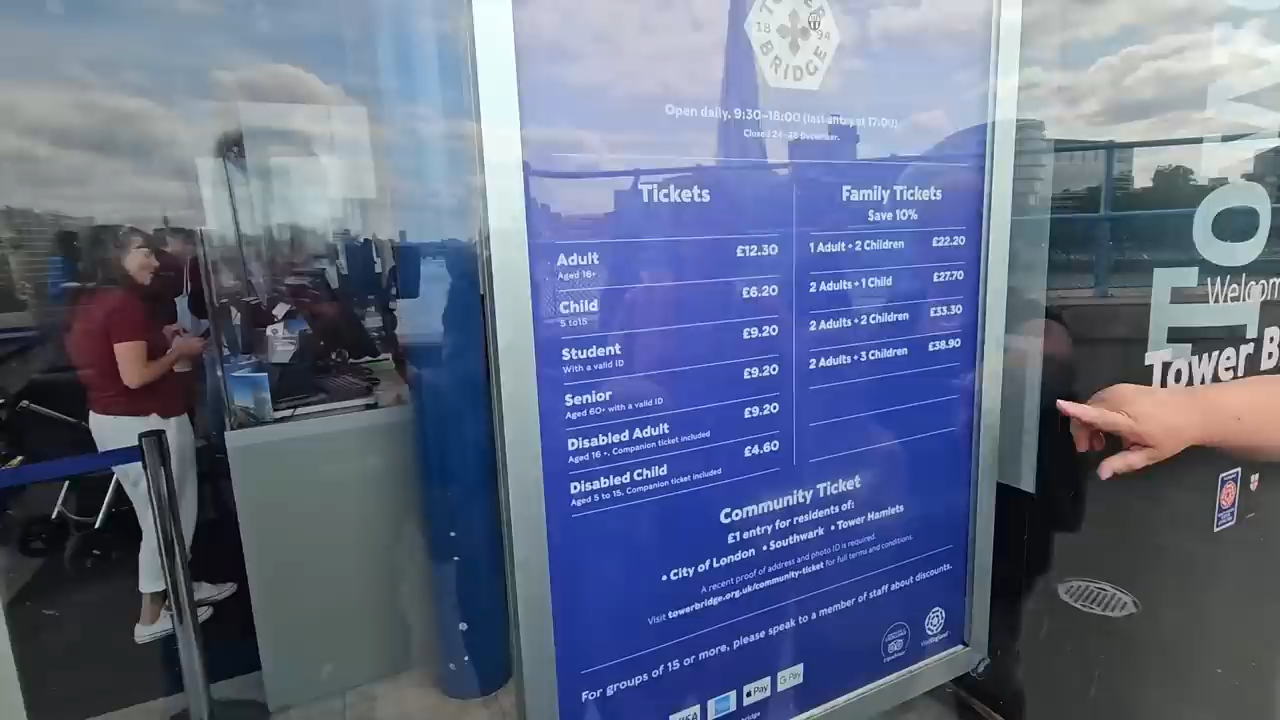 TOWER
18 94
BRIDGE
Open daily, 9:30–18:00 (last entry at 17:00)
Closed 24–26 December.
Tickets
Adult £12.30
Aged 16+
Child £6.20
5 to 15
Student £9.20
With a valid ID
Senior £9.20
Aged 60+ with a valid ID
Disabled Adult £9.20
Aged 16 +. Companion ticket included
Disabled Child £4.60
Aged 5 to 15. Companion ticket included
Family Tickets
Save 10%
1 Adult + 2 Children £22.20
2 Adults + 1 Child £27.70
2 Adults + 2 Children £33.30
2 Adults + 3 Children £38.90
Community Ticket
£1 entry for residents of:
• City of London • Southwark • Tower Hamlets
A recent proof of address and photo ID is required.
Visit towerbridge.org.uk/community-ticket for full terms and conditions.
For groups of 15 or more, please speak to a member of staff about discounts.
VISA
Pay
G Pay
TO
Welcom
Tower B